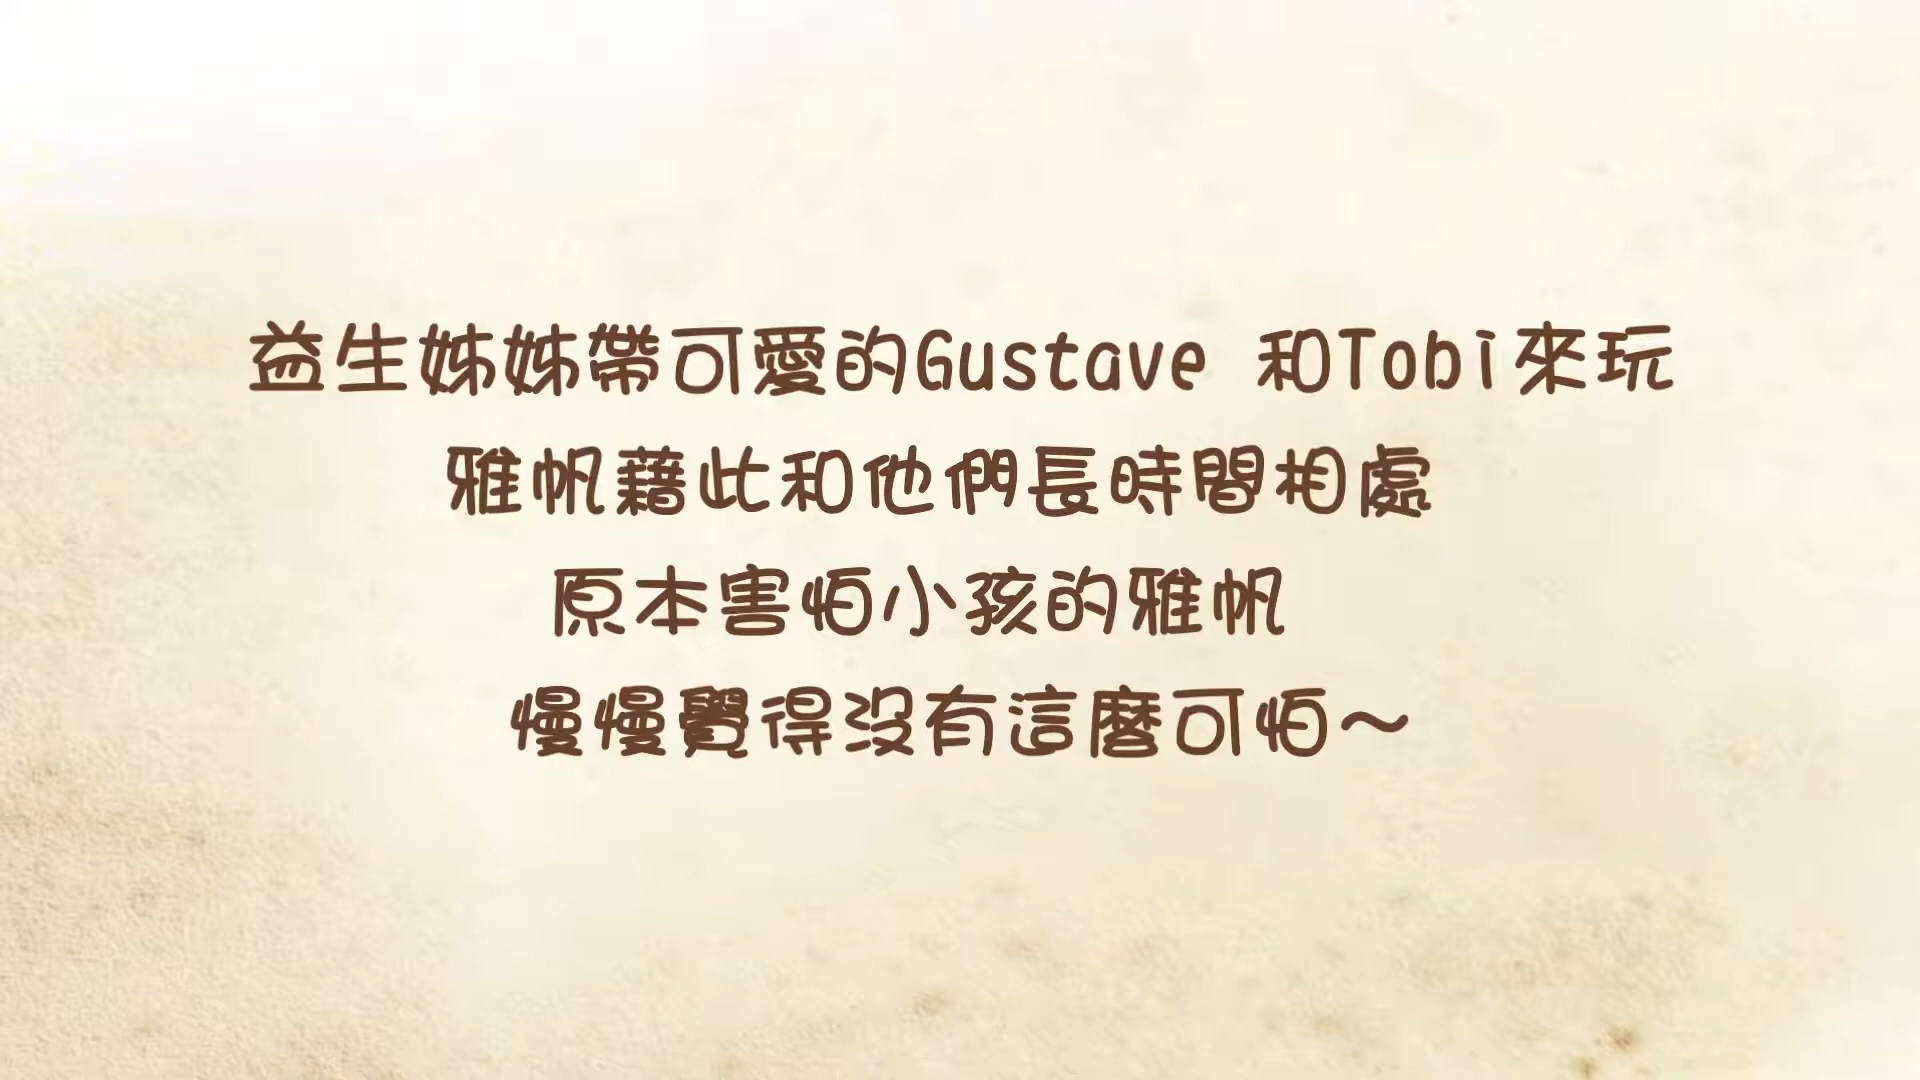 益生姊姊帶可愛的Gustave 和Tobi來玩
雅帆藉此和他們長時間相處
原本害怕小孩的雅帆
慢慢覺得沒有這麼可怕～